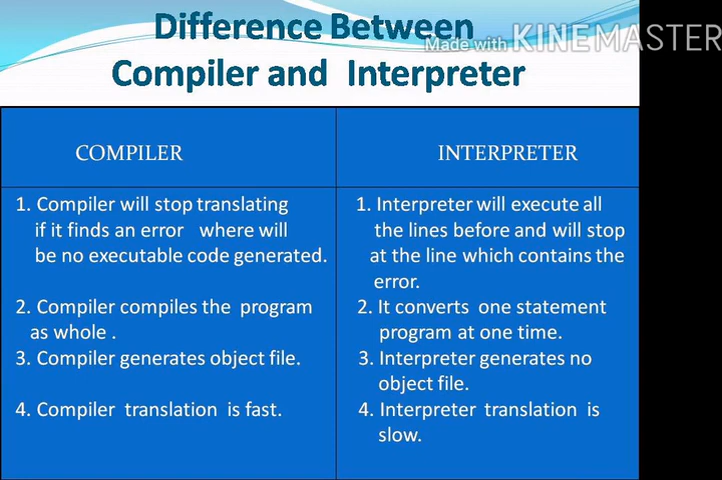 Difference Between
Made with KINEMASTER
Compiler and Interpreter
COMPILER
1. Compiler will stop translating
if it finds an error where will
be no executable code generated.
2. Compiler compiles the program
as whole .
3. Compiler generates object file.
4. Compiler translation is fast.
INTERPRETER
1. Interpreter will execute all
the lines before and will stop
at the line which contains the
error.
2. It converts one statement
program at one time.
3. Interpreter generates no
object file.
4. Interpreter translation is
slow.